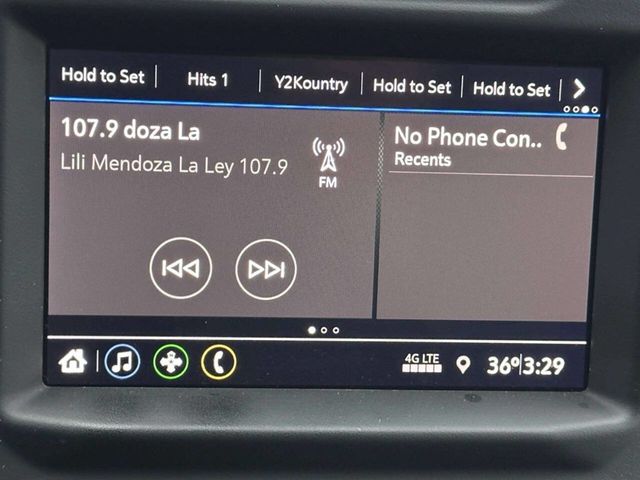 Hold to Set Hits 1 Y2Kountry Hold to Set Hold to Set
107.9 doza La
Lili Mendoza La Ley 107.9
FM
No Phone Con..
Recents
4G LTE
36° 3:29